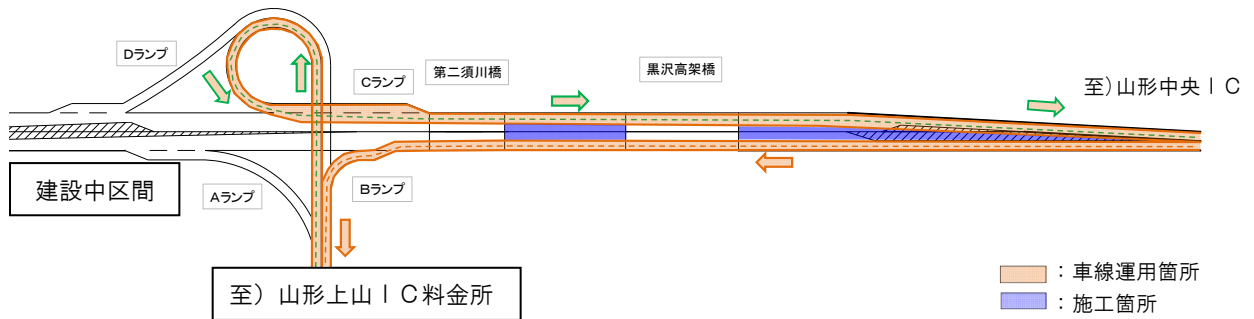 Dランプ
Cランプ
第二須川橋
黒沢高架橋
至)山形中央ＩＣ
建設中区間
Aランプ
Bランプ
至）山形上山ＩＣ料金所
：車線運用箇所
：施工箇所